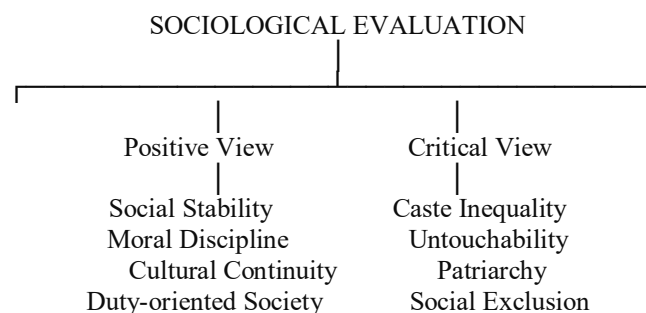 SOCIOLOGICAL EVALUATION
Positive View Critical View
Social Stability Caste Inequality
Moral Discipline Untouchability
Cultural Continuity Patriarchy
Duty-oriented Society Social Exclusion